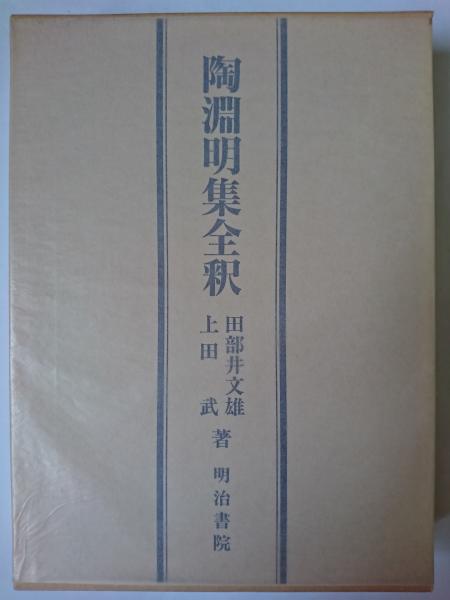 陶淵明集全釈
田部井文雄
上田武
著
明治書院